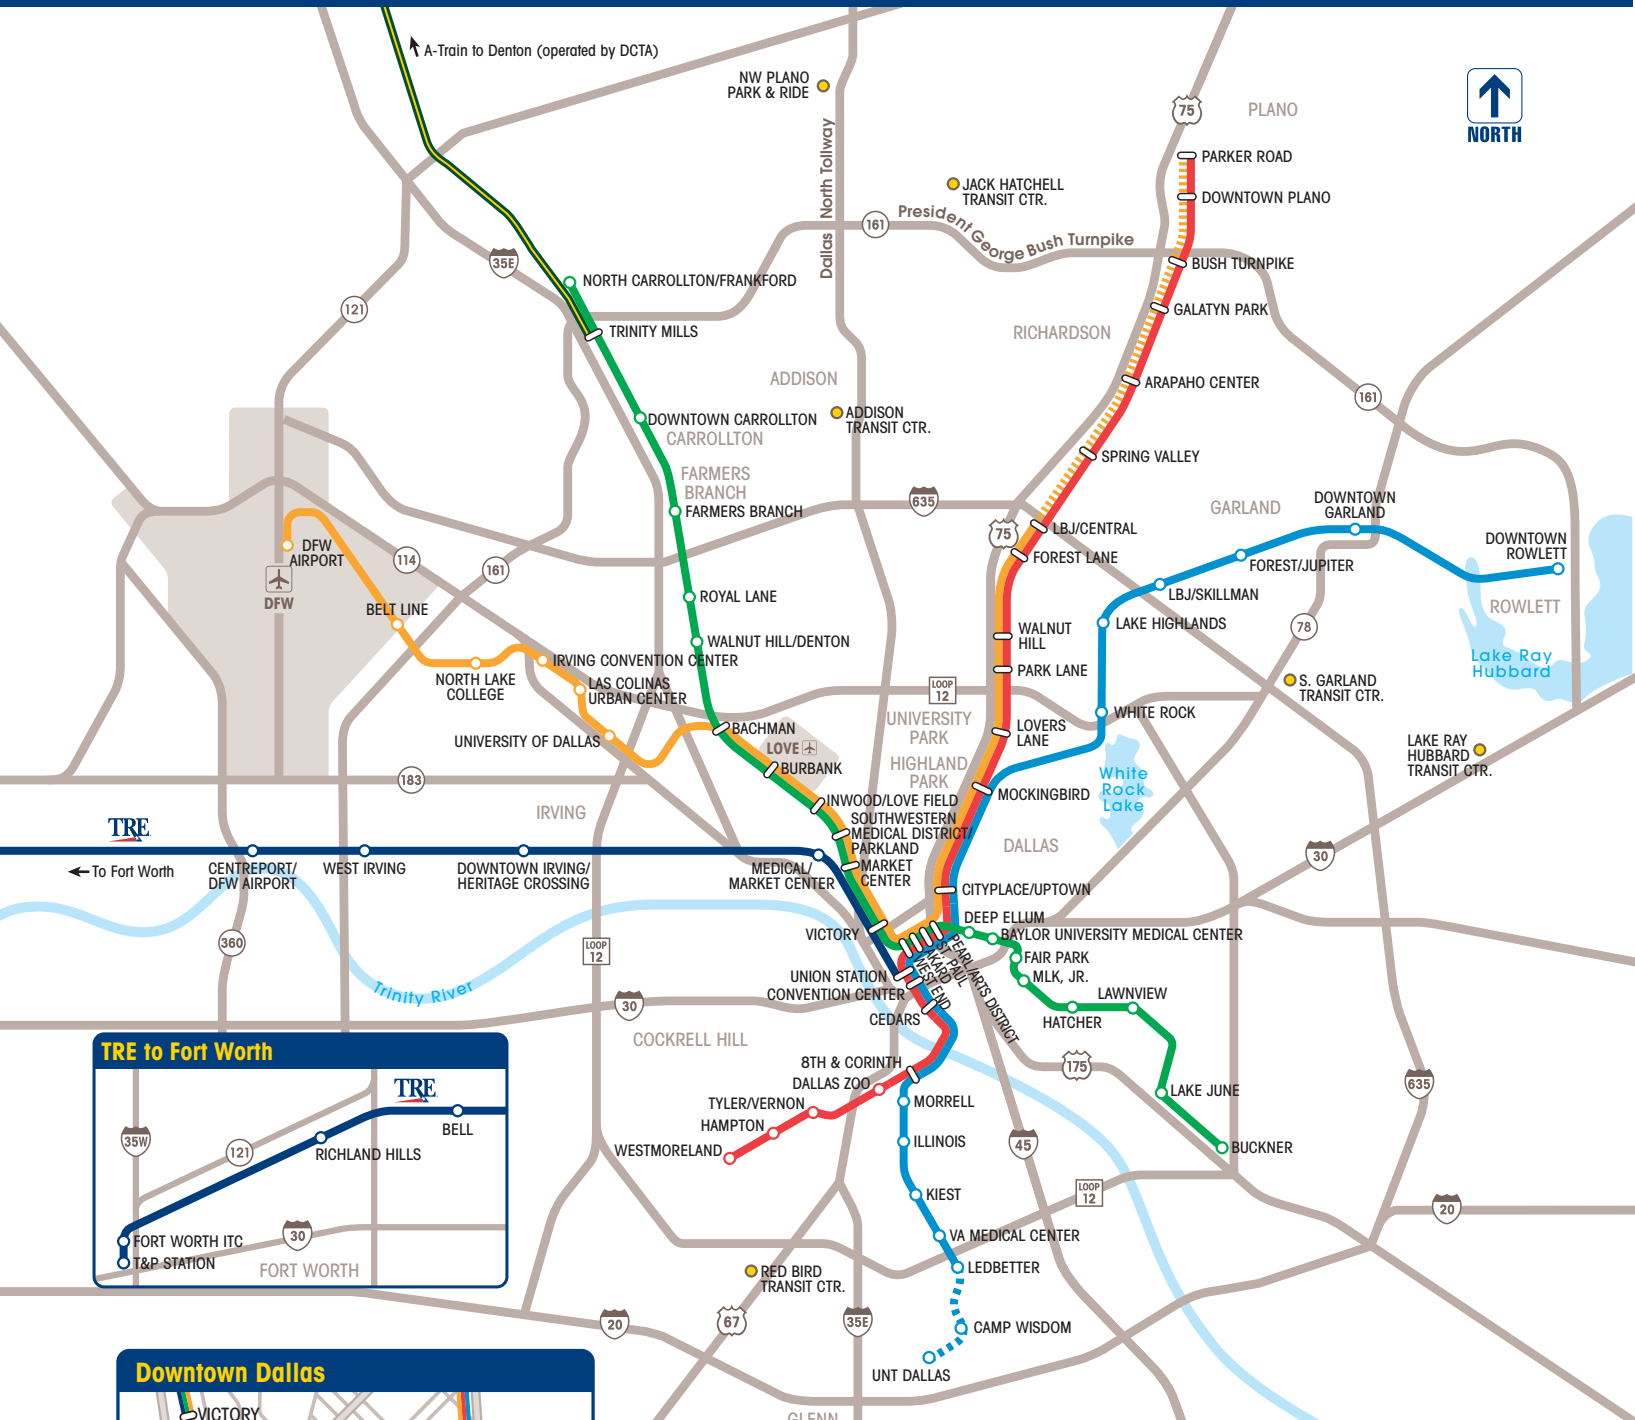 A-Train to Denton (operated by DCTA)
NW PLANO
PARK & RIDE
Dallas North Tollway
75
PLANO
NORTH
PARKER ROAD
DOWNTOWN PLANO
JACK HATCHELL
TRANSIT CTR.
161
President George Bush Turnpike
35E
BUSH TURNPIKE
NORTH CARROLLTON/FRANKFORD
121
GALATYN PARK
TRINITY MILLS
RICHARDSON
ADDISON
ARAPAHO CENTER
161
ADDISON
TRANSIT CTR.
DOWNTOWN CARROLLTON
CARROLLTON
SPRING VALLEY
FARMERS
BRANCH
FARMERS BRANCH
635
GARLAND
DOWNTOWN
GARLAND
75
LBJ/CENTRAL
FOREST LANE
DOWNTOWN
ROWLETT
DFW
AIRPORT
114
161
FOREST/JUPITER
DFW
LBJ/SKILLMAN
ROYAL LANE
ROWLETT
BELT LINE
LAKE HIGHLANDS
78
WALNUT
HILL
WALNUT HILL/DENTON
IRVING CONVENTION CENTER
Lake Ray
Hubbard
PARK LANE
NORTH LAKE
COLLEGE
LAS COLINAS
URBAN CENTER
LOOP
12
S. GARLAND
TRANSIT CTR.
WHITE ROCK
UNIVERSITY
PARK
LOVERS
LANE
BACHMAN
UNIVERSITY OF DALLAS
LOVE
LAKE RAY
HUBBARD
TRANSIT CTR.
BURBANK
HIGHLAND
PARK
183
White
Rock
Lake
MOCKINGBIRD
INWOOD/LOVE FIELD
IRVING
SOUTHWESTERN
MEDICAL DISTRICT/
PARKLAND
TRE
DALLAS
30
To Fort Worth
CENTREPORT/
DFW AIRPORT
WEST IRVING
DOWNTOWN IRVING/
HERITAGE CROSSING
MEDICAL/
MARKET CENTER
MARKET
CENTER
CITYPLACE/UPTOWN
DEEP ELLUM
VICTORY
BAYLOR UNIVERSITY MEDICAL CENTER
360
LOOP
12
FAIR PARK
PEARL/ARTS DISTRICT
ST. PAUL
AKARD
WEST END
UNION STATION
MLK, JR.
Trinity River
CONVENTION CENTER
LAWNVIEW
30
CEDARS
HATCHER
COCKRELL HILL
TRE to Fort Worth
8TH & CORINTH
175
DALLAS ZOO
635
TRE
LAKE JUNE
TYLER/VERNON
MORRELL
BELL
HAMPTON
35W
121
RICHLAND HILLS
WESTMORELAND
ILLINOIS
45
BUCKNER
KIEST
LOOP
12
20
30
VA MEDICAL CENTER
FORT WORTH ITC
T&P STATION
FORT WORTH
RED BIRD
TRANSIT CTR.
LEDBETTER
20
67
35E
CAMP WISDOM
Downtown Dallas
UNT DALLAS
VICTORY
GLENN